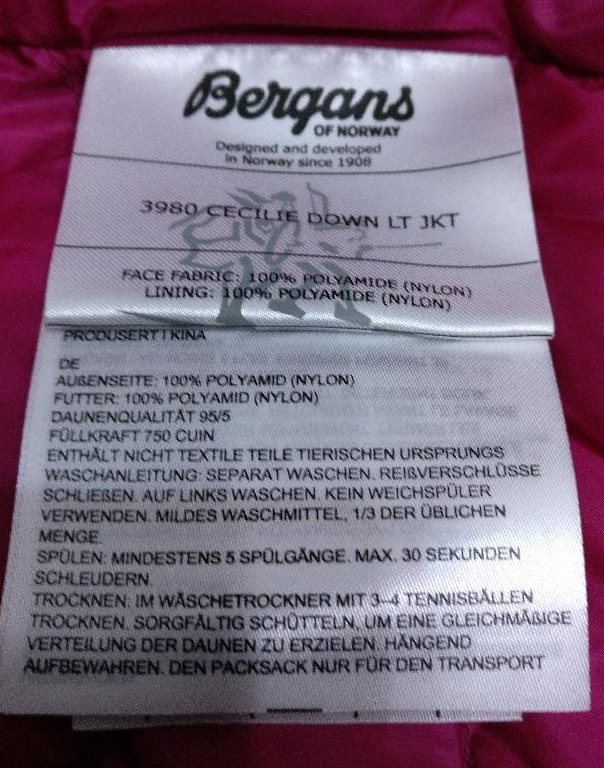 Bergans
OF NORWAY
Designed and developed
in Norway since 1908
3980 CECILIE DOWN LT JKT
FACE FABRIC: 100% POLYAMIDE (NYLON)
LINING: 100% POLYAMIDE (NYLON)
PRODUSERT I KINA
DE
AUßENSEITE: 100% POLYAMID (NYLON)
FUTTER: 100% POLYAMID (NYLON)
DAUNENQUALITÄT 95/5
FÜLLKRAFT 750 CUIN
ENTHÄLT NICHT TEXTILE TEILE TIERISCHEN URSPRUNGS
WASCHANLEITUNG: SEPARAT WASCHEN. REIßVERSCHLÜSSE
SCHLIEßEN. AUF LINKS WASCHEN. KEIN WEICHSPÜLER
VERWENDEN. MILDES WASCHMITTEL, 1/3 DER ÜBLICHEN
MENGE.
SPÜLEN: MINDESTENS 5 SPÜLGÄNGE. MAX. 30 SEKUNDEN
SCHLEUDERN.
TROCKNEN: IM WÄSCHETROCKNER MIT 3–4 TENNISBÄLLEN
TROCKNEN. SORGFÄLTIG SCHÜTTELN, UM EINE GLEICHMÄßIGE
VERTEILUNG DER DAUNEN ZU ERZIELEN. HÄNGEND
AUFBEWAHREN. DEN PACKSACK NUR FÜR DEN TRANSPORT